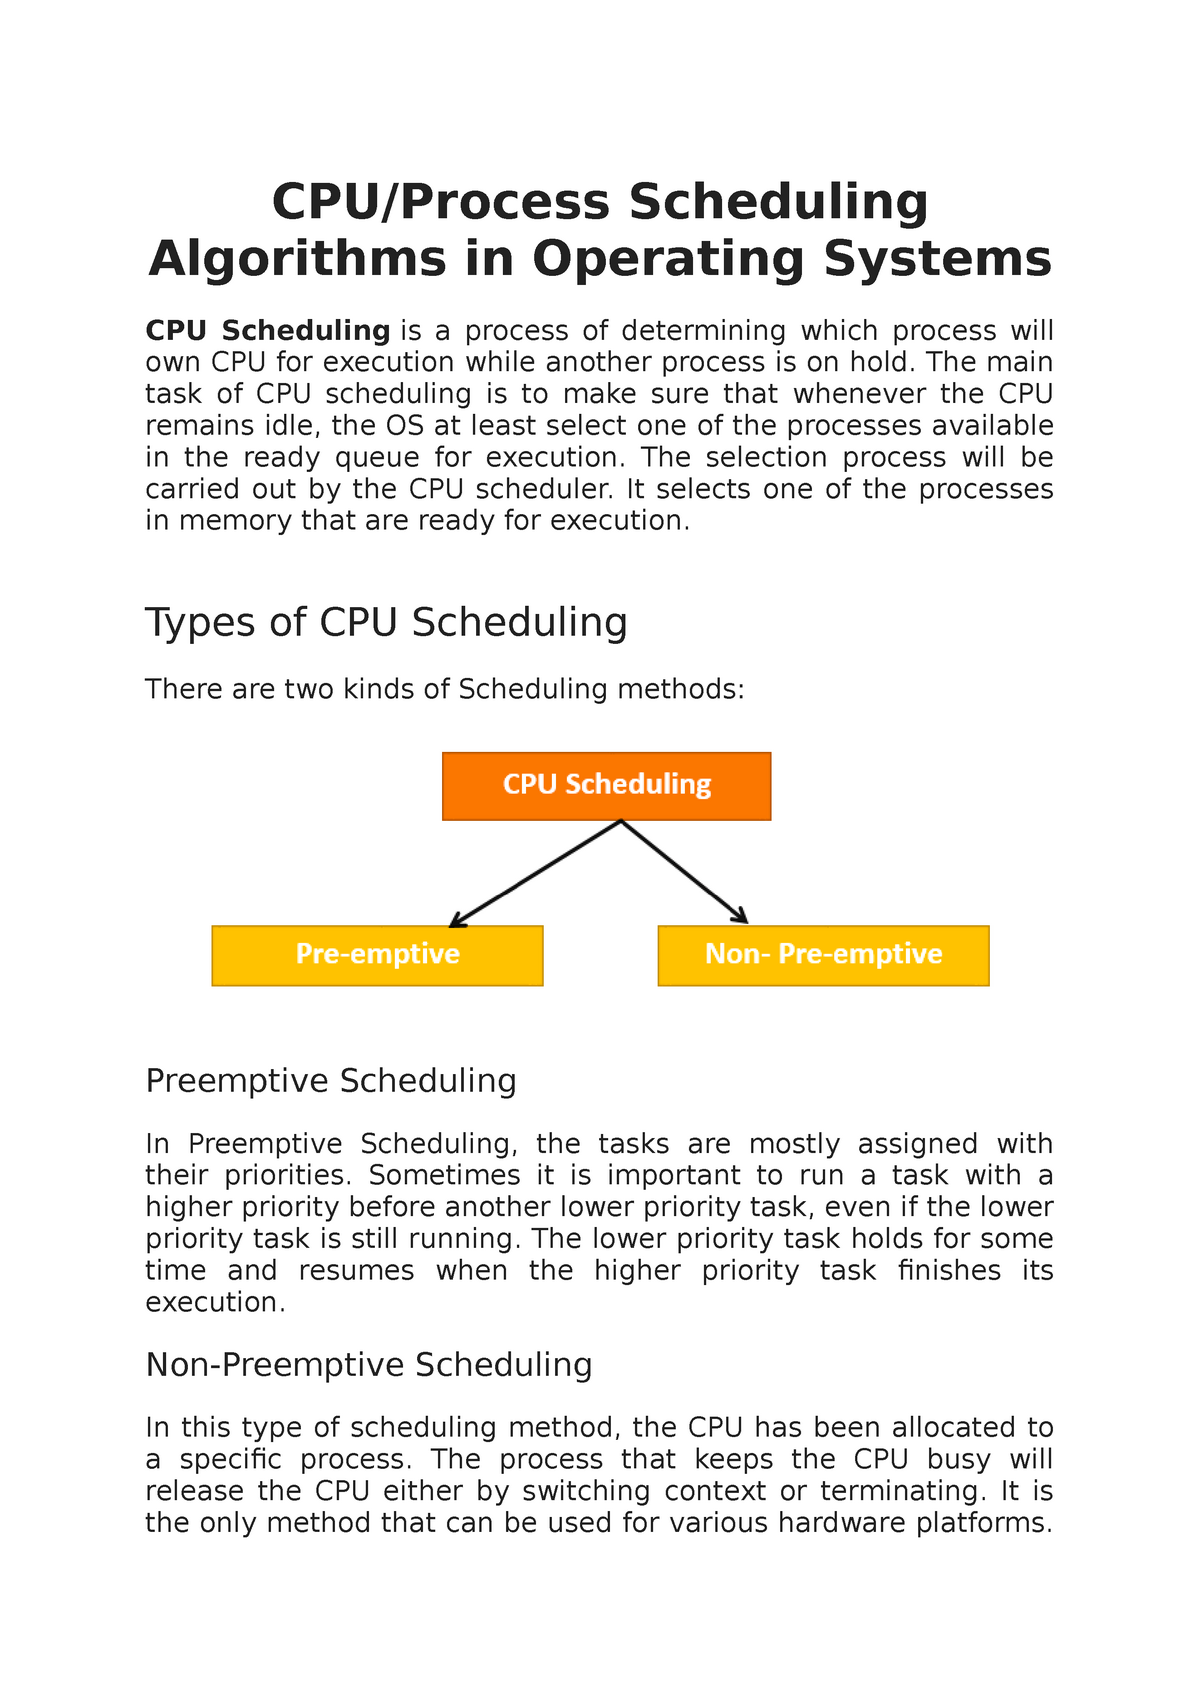 CPU/Process Scheduling
Algorithms in Operating Systems
CPU Scheduling is a process of determining which process will
own CPU for execution while another process is on hold. The main
task of CPU scheduling is to make sure that whenever the CPU
remains idle, the OS at least select one of the processes available
in the ready queue for execution. The selection process will be
carried out by the CPU scheduler. It selects one of the processes
in memory that are ready for execution.
Types of CPU Scheduling
There are two kinds of Scheduling methods:
CPU Scheduling
Pre-emptive
Non- Pre-emptive
Preemptive Scheduling
In Preemptive Scheduling, the tasks are mostly assigned with
their priorities. Sometimes it is important to run a task with a
higher priority before another lower priority task, even if the lower
priority task is still running. The lower priority task holds for some
time and resumes when the higher priority task finishes its
execution.
Non-Preemptive Scheduling
In this type of scheduling method, the CPU has been allocated to
a specific process. The process that keeps the CPU busy will
release the CPU either by switching context or terminating. It is
the only method that can be used for various hardware platforms.